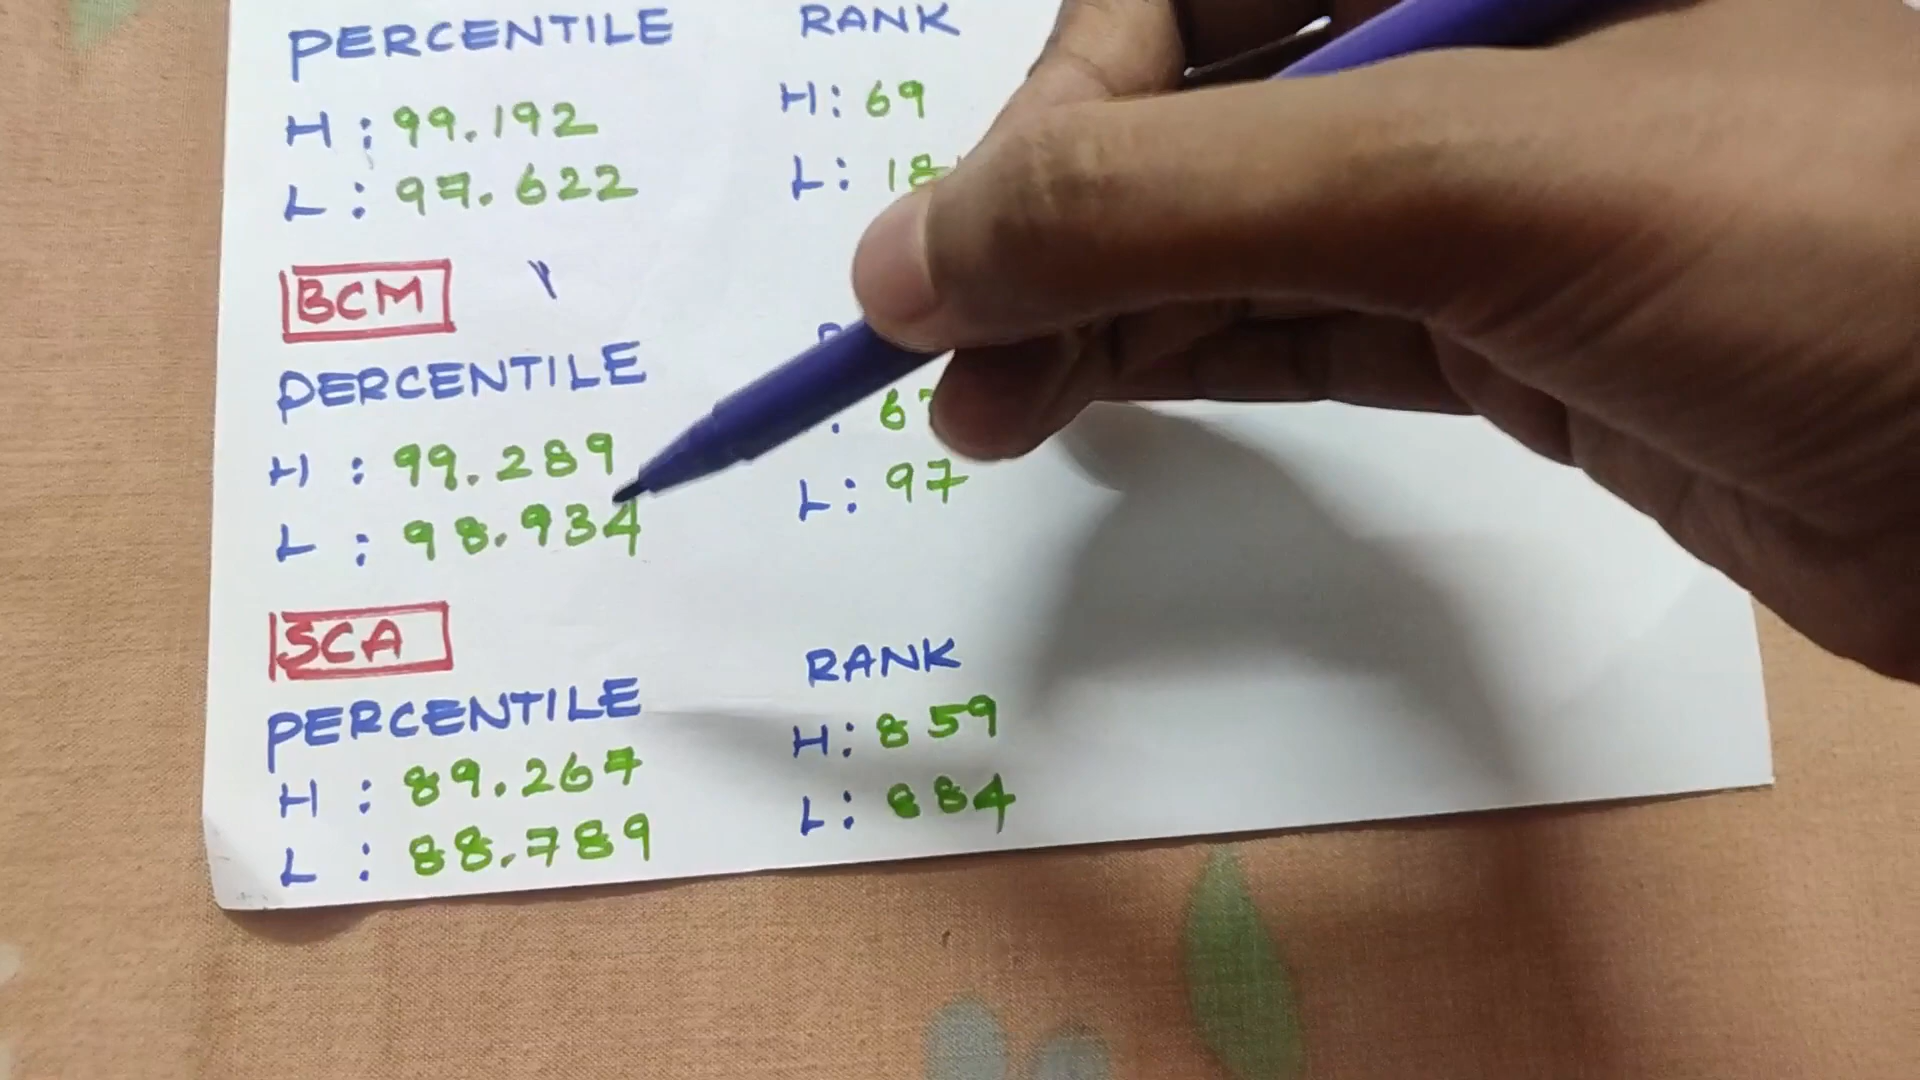 PERCENTILE RANK
H : 99.192 H: 69
L : 97.622 L:
BCM
PERCENTILE
H : 99.289
L : 98.934 L: 97
SCA
PERCENTILE RANK
H : 89.267 H: 859
L : 88.789 L: 884